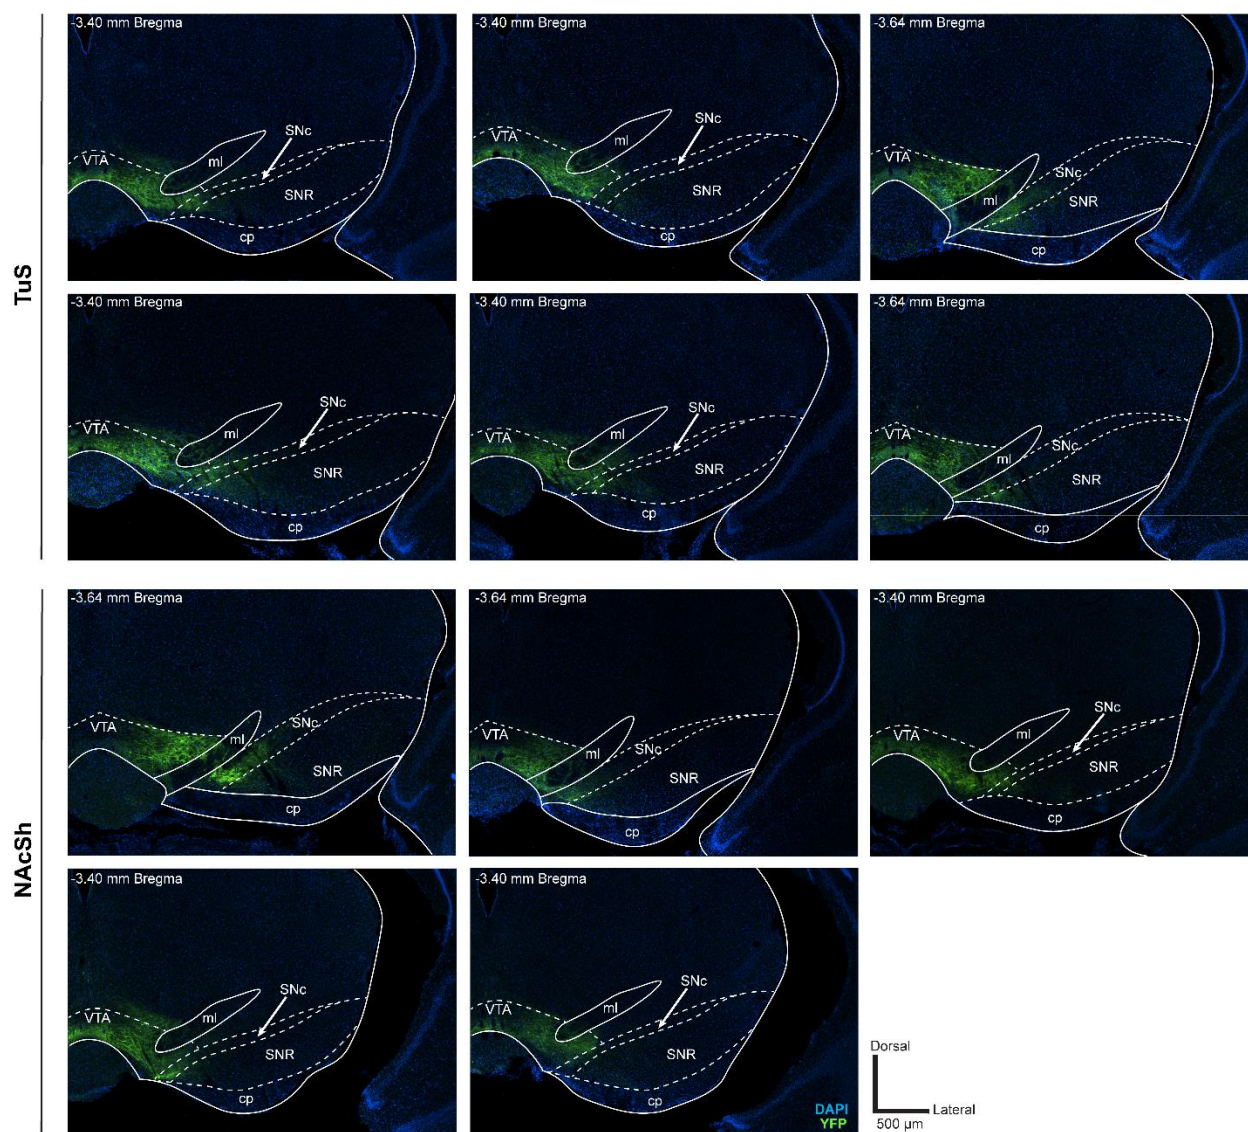 TuS
-3.40 mm Bregma
VTA
ml
SNc
SNR
cp
-3.40 mm Bregma
VTA
ml
SNc
SNR
cp
-3.64 mm Bregma
VTA
ml
SNc
SNR
cp
-3.40 mm Bregma
VTA
ml
SNc
SNR
cp
-3.40 mm Bregma
VTA
ml
SNc
SNR
cp
-3.64 mm Bregma
VTA
ml
SNc
SNR
cp
NAcSh
-3.64 mm Bregma
VTA
ml
SNc
SNR
cp
-3.64 mm Bregma
VTA
ml
SNc
SNR
cp
-3.40 mm Bregma
VTA
ml
SNc
SNR
cp
-3.40 mm Bregma
VTA
ml
SNc
SNR
cp
-3.40 mm Bregma
VTA
ml
SNc
SNR
cp
DAPI
YFP
Dorsal
Lateral
500 µm